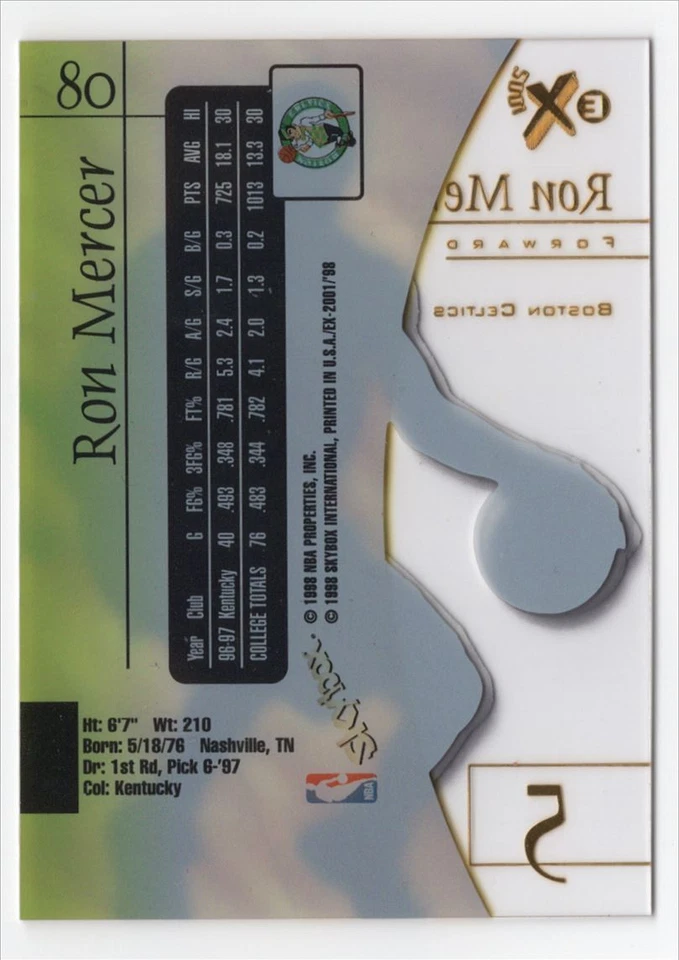 80
Ron Mercer
Year Club G FG% 3FG% FT% R/G A/G S/G B/G PTS AVG HI
96-97 Kentucky 40 .493 .348 .781 5.3 2.4 1.7 0.3 725 18.1 30
COLLEGE TOTALS 76 .483 .344 .782 4.1 2.0 1.3 0.2 1013 13.3 30
CELTICS
BOSTON
© 1998 NBA PROPERTIES, INC.
© 1998 SKYBOX INTERNATIONAL, PRINTED IN U.S.A./EX-2001/'98
SkyBox
NBA
Ht: 6'7" Wt: 210
Born: 5/18/76 Nashville, TN
Dr: 1st Rd, Pick 6-'97
Col: Kentucky
E X 2001
Ron Me
FORWARD
BOSTON CELTICS
5